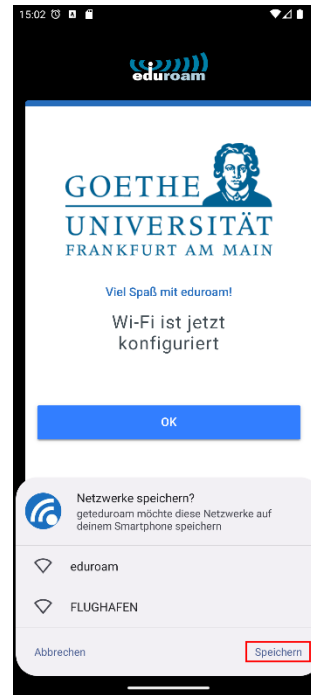 15:02
eduroam
GOETHE
UNIVERSITÄT
FRANKFURT AM MAIN
Viel Spaß mit eduroam!
Wi-Fi ist jetzt
konfiguriert
OK
Netzwerke speichern?
geteduroam möchte diese Netzwerke auf
deinem Smartphone speichern
eduroam
FLUGHAFEN
Abbrechen
Speichern